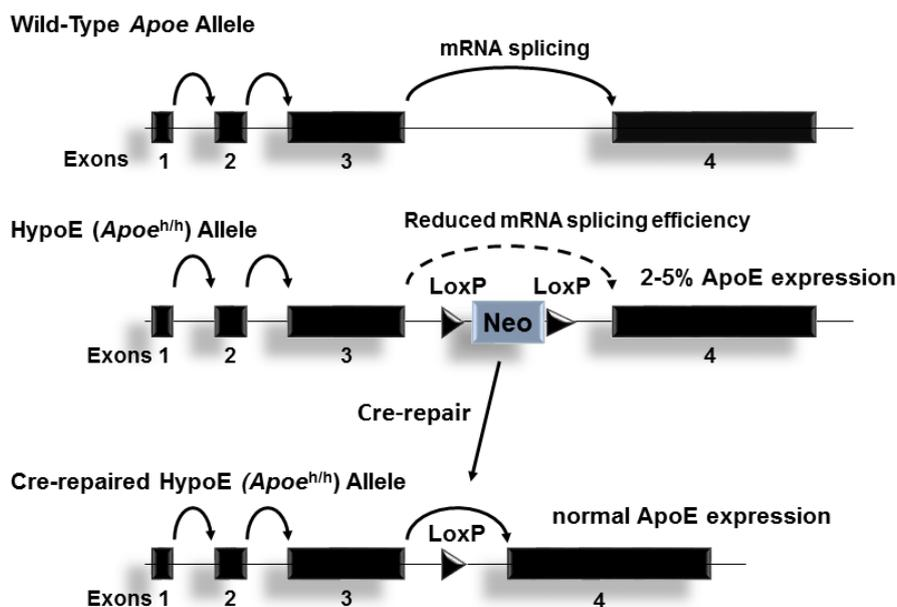 Wild-Type Apoe Allele
mRNA splicing
Exons 1 2 3 4
HypoE (Apoeh/h) Allele
Reduced mRNA splicing efficiency
2-5% ApoE expression
LoxP LoxP
Neo
Exons 1 2 3 4
Cre-repair
Cre-repaired HypoE (Apoeh/h) Allele
normal ApoE expression
LoxP
Exons 1 2 3 4